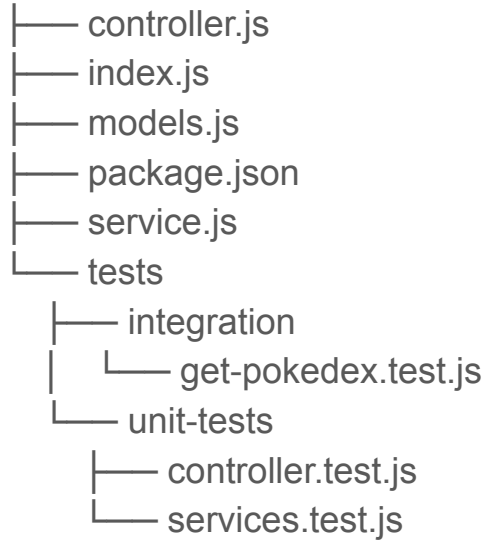 ├── controller.js
├── index.js
├── models.js
├── package.json
├── service.js
└── tests
    ├── integration
    │   └── get-pokedex.test.js
    └── unit-tests
        ├── controller.test.js
        └── services.test.js